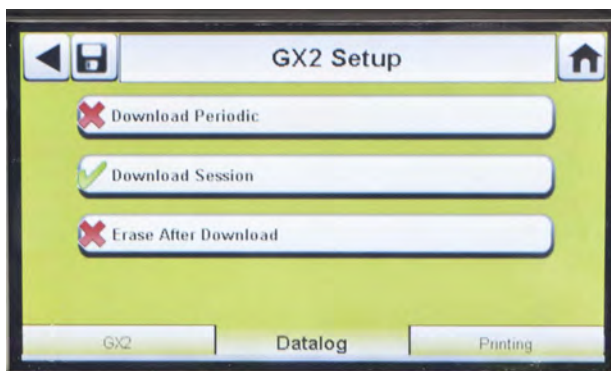 GX2 Setup
Download Periodic
Download Session
Erase After Download
GX2
Datalog
Printing